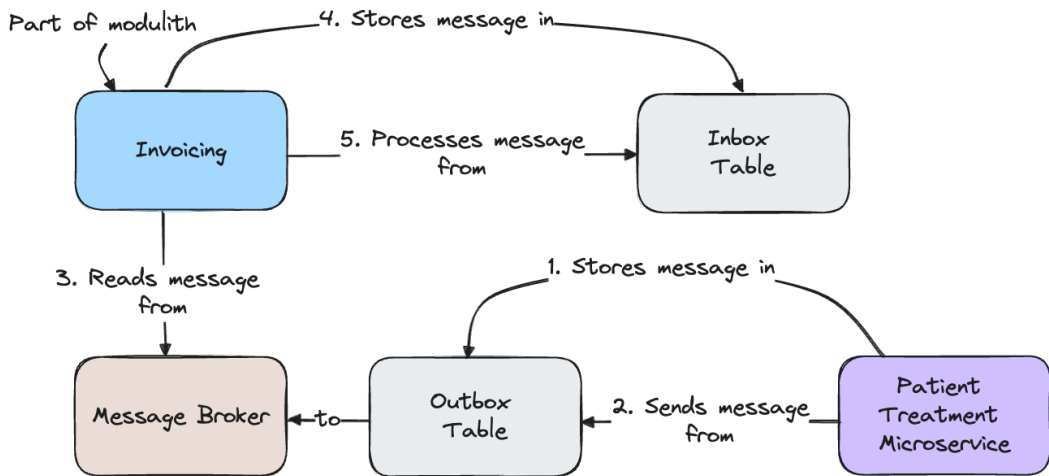 Part of modulith
4. Stores message in
Invoicing
5. Processes message
from
Inbox
Table
3. Reads message
from
1. Stores message in
Message Broker
to
Outbox
Table
2. Sends message
from
Patient
Treatment
Microservice